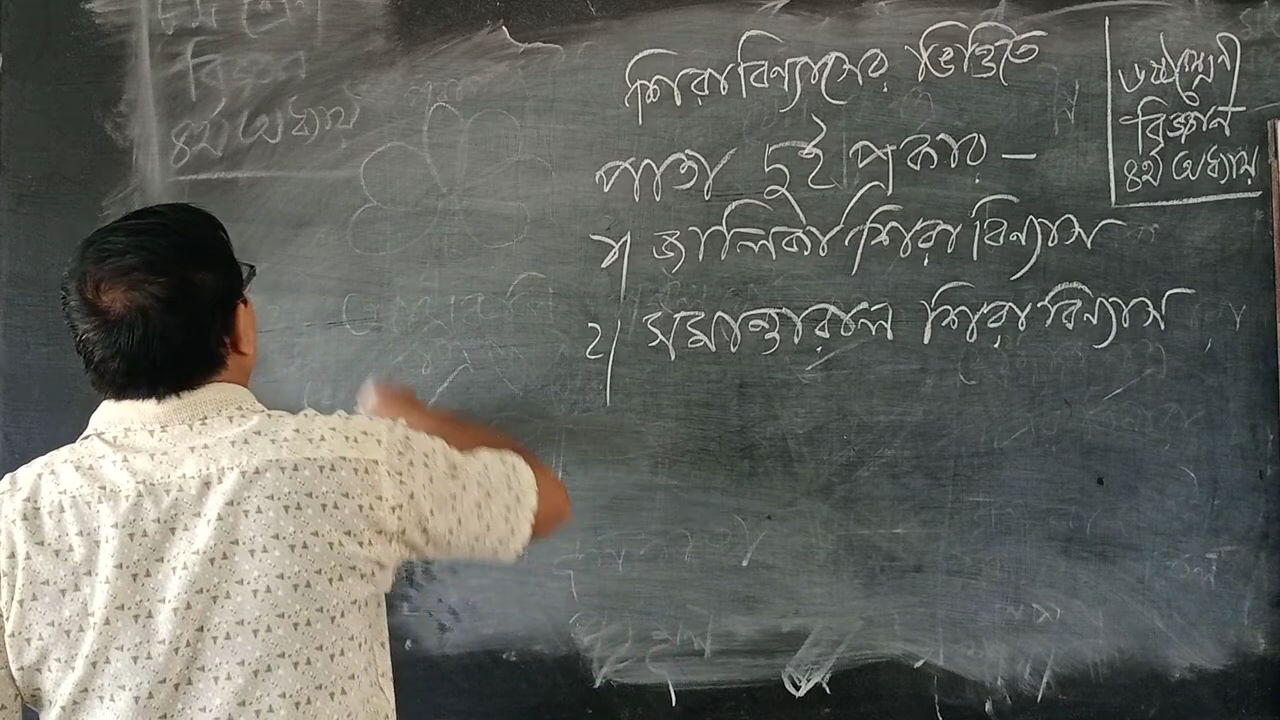 শিরাবিন্যাসের ভিত্তিতে
পাতা দুই প্রকার –
১। জালিকা শিরাবিন্যাস
২। সমান্তরাল শিরাবিন্যাস
৬ষ্ঠ শ্রেণী
বিজ্ঞান
৪র্থ অধ্যায়
বিজ্ঞান
৪র্থ অধ্যায়